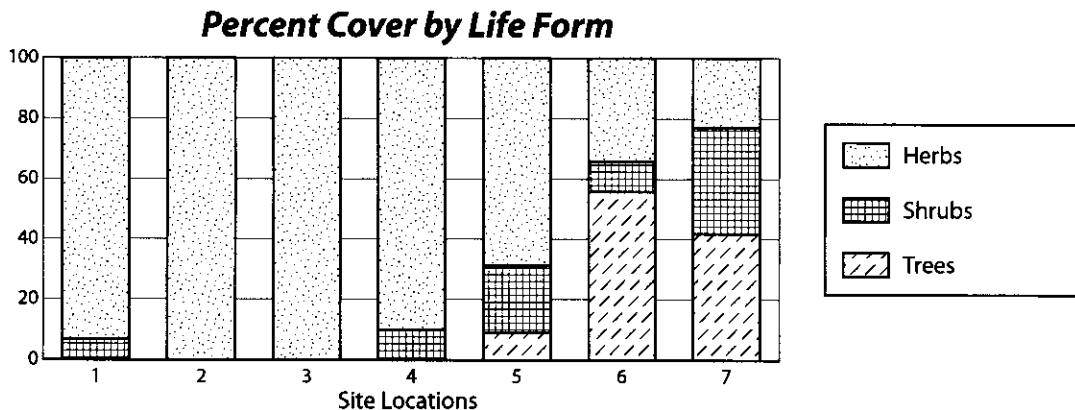 Percent Cover by Life Form
100
80
60
40
20
0
1 2 3 4 5 6 7
Site Locations
Herbs
Shrubs
Trees